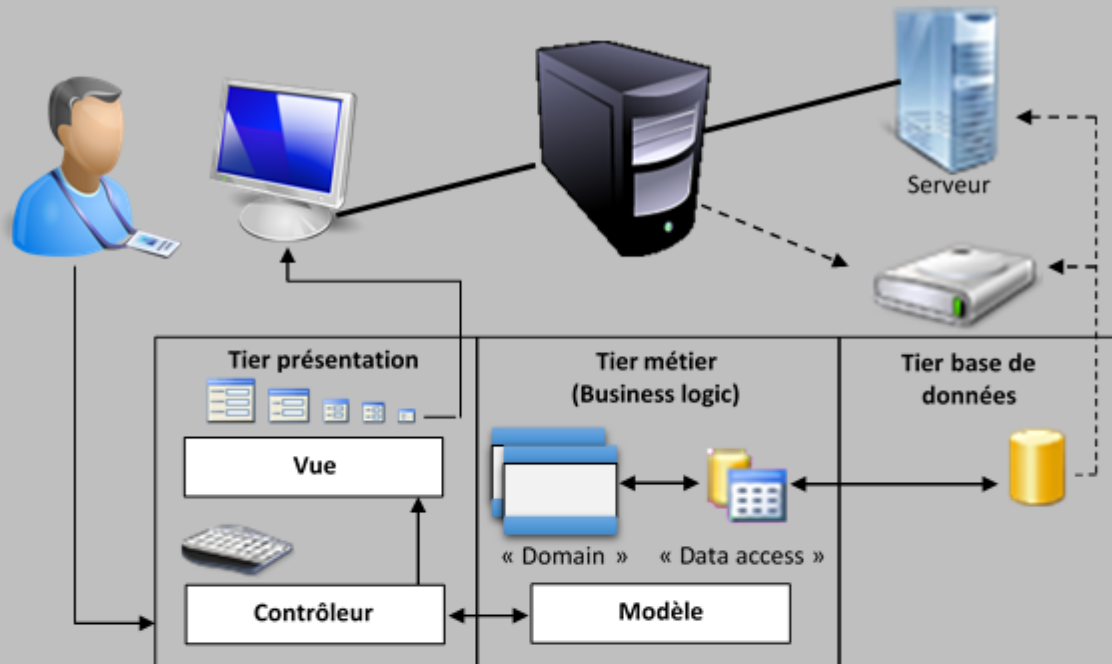 Serveur
Tier présentation
Vue
Contrôleur
Tier métier
(Business logic)
« Domain »
« Data access »
Modèle
Tier base de
données